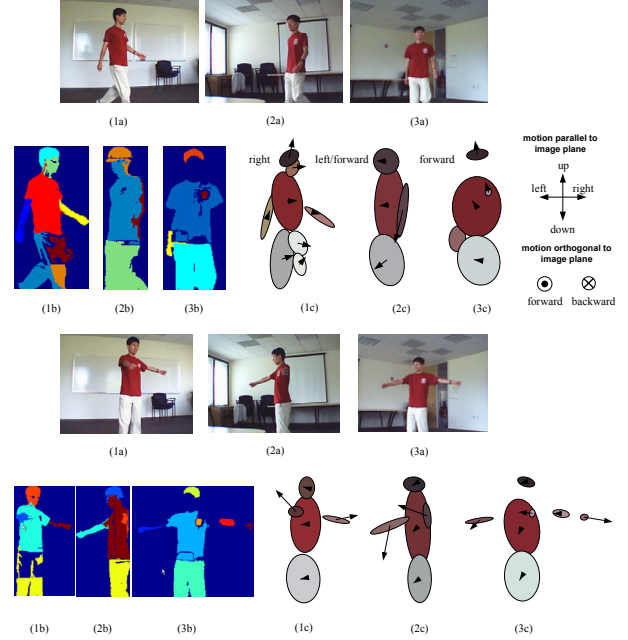 (1a) (2a) (3a)
right left/forward forward
motion parallel to
image plane
up
left right
down
motion orthogonal to
image plane
forward backward
(1b) (2b) (3b) (1c) (2c) (3c)
(1a) (2a) (3a)
(1b) (2b) (3b) (1c) (2c) (3c)